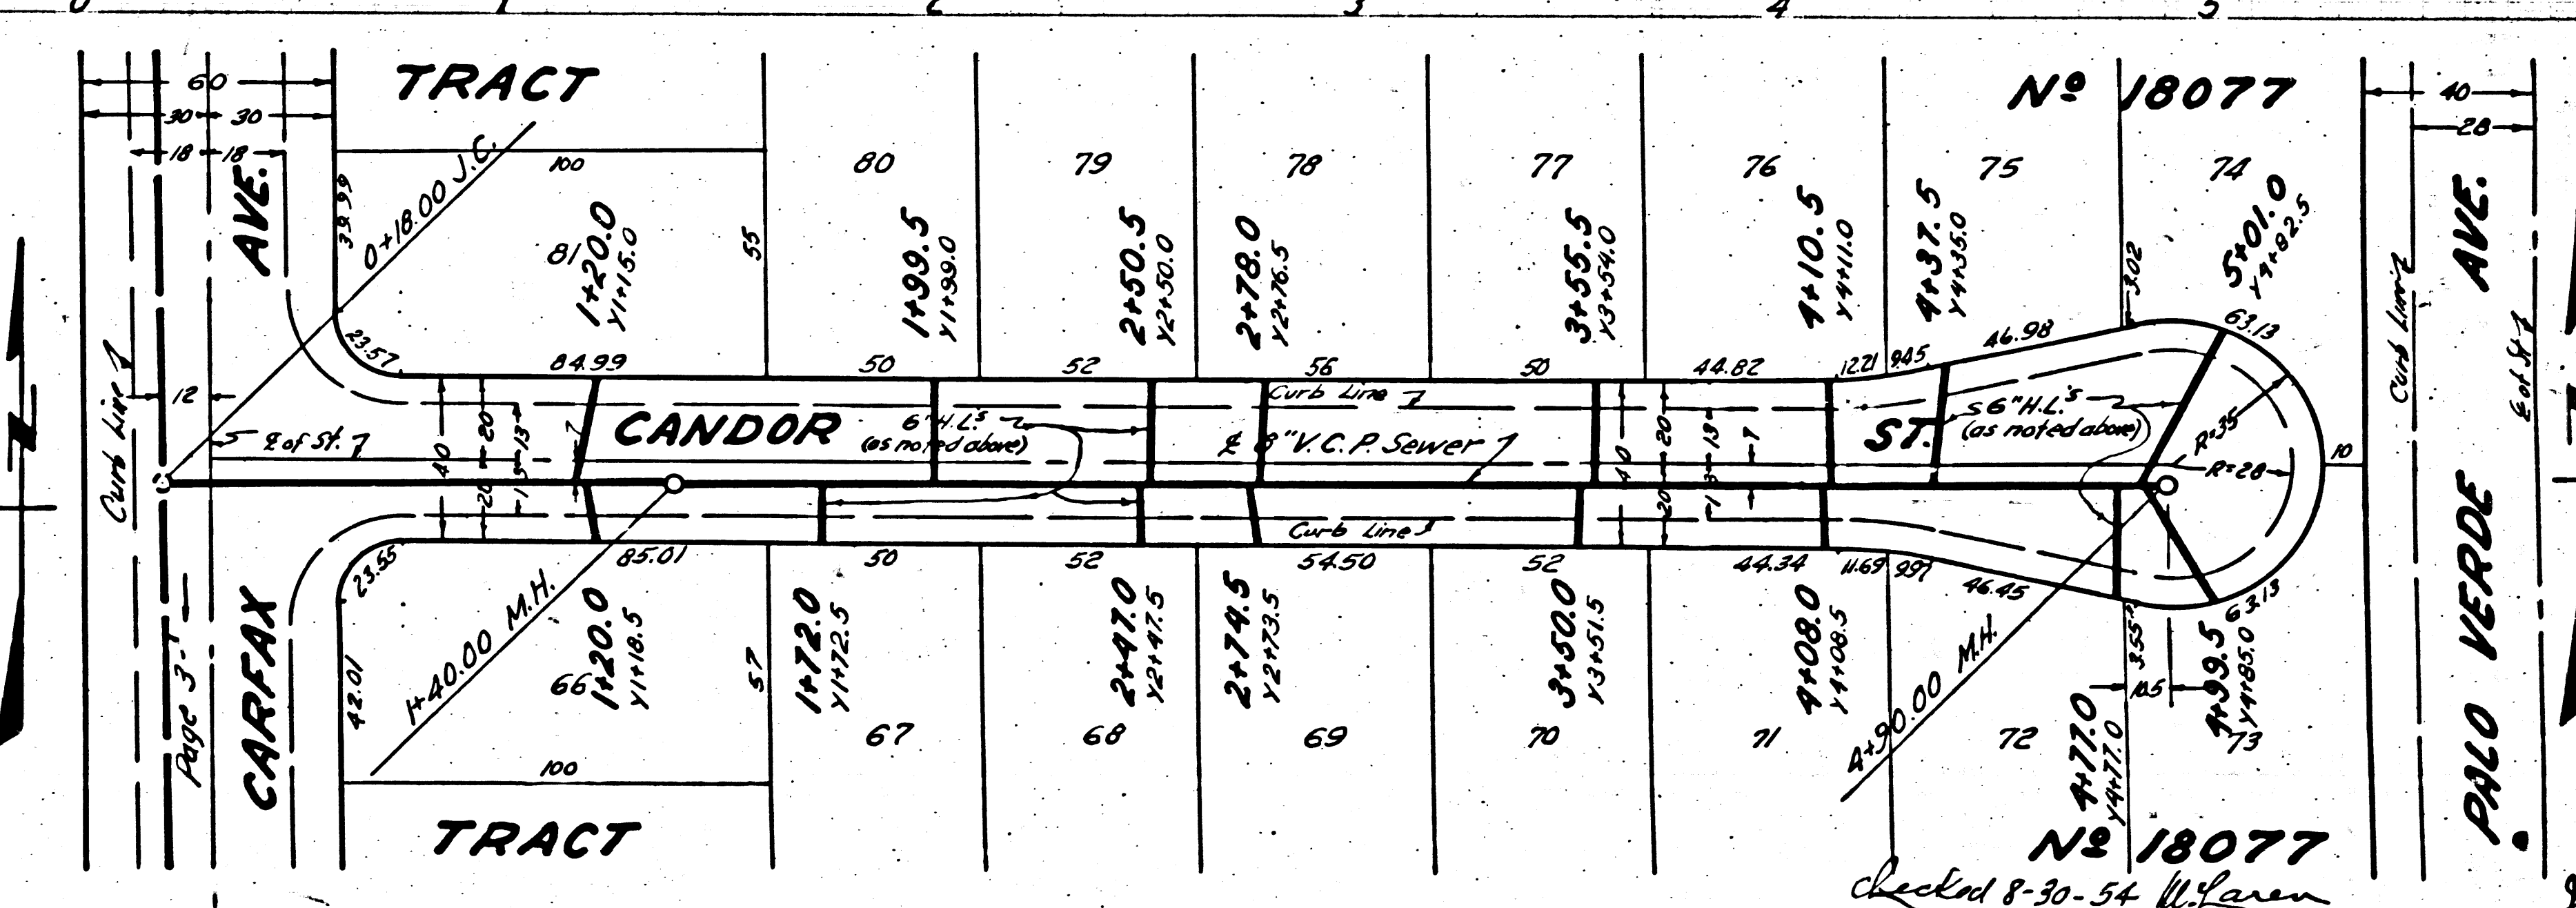 0 1 2 3 4 5
TRACT
Nº 18077
60
30 30
18 18
40
28
AVE.
AVE.
100
39.99
0+18.00 J.C.
81
1+20.0
Y1+15.0
55
80
1+99.5
Y1+99.0
79
2+50.5
Y2+50.0
78
2+78.0
Y2+76.5
77
3+55.5
Y3+54.0
76
4+10.5
Y4+11.0
75
4+37.5
Y4+35.0
74
3.02
5+01.0
Y4+82.5
23.57
84.99
50
52
56
50
44.82
12.21
9.45
46.98
63.13
Curb Line
12
5
℄ of St.
40
20 20
13 13
7
CANDOR
6" H.L.'s
(as noted above)
Curb Line
℄ 8" V.C.P. Sewer
40
20 20
13 13
7
ST.
6" H.L.'s
(as noted above)
R=35
R=28
10
Curb Line
℄ of St.
Curb Line
23.55
85.01
50
52
54.50
52
44.34
11.69
9.97
46.45
63.13
Page 3
CARFAX
42.01
1+40.00 M.H.
66
1+20.0
Y1+18.5
57
100
1+72.0
Y1+72.5
67
2+47.0
Y2+47.5
68
2+74.5
Y2+73.5
69
3+50.0
Y3+51.5
70
4+08.0
Y4+08.5
71
4+90.00 M.H.
72
4+77.0
Y4+77.0
3.55
10.5
4+99.5
Y4+85.0
73
PALO VERDE
TRACT
Nº 18077
Checked 8-30-54 McLaren